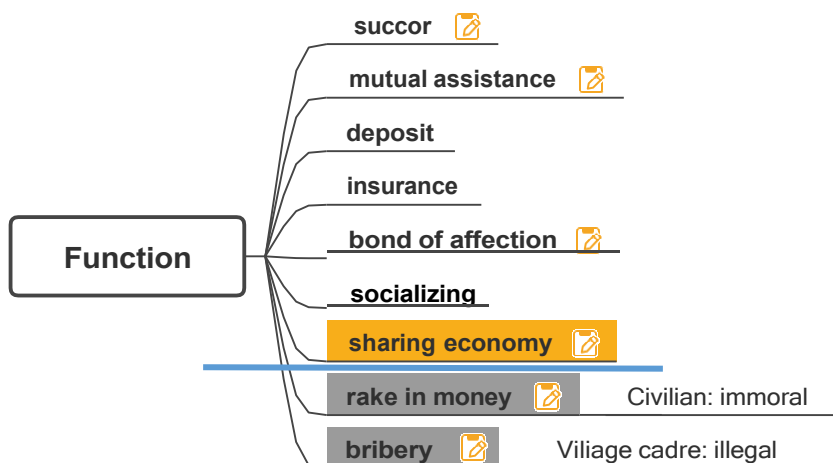 succor
mutual assistance
deposit
insurance
bond of affection
Function
socializing
sharing economy
rake in money Civilian: immoral
bribery Viliage cadre: illegal